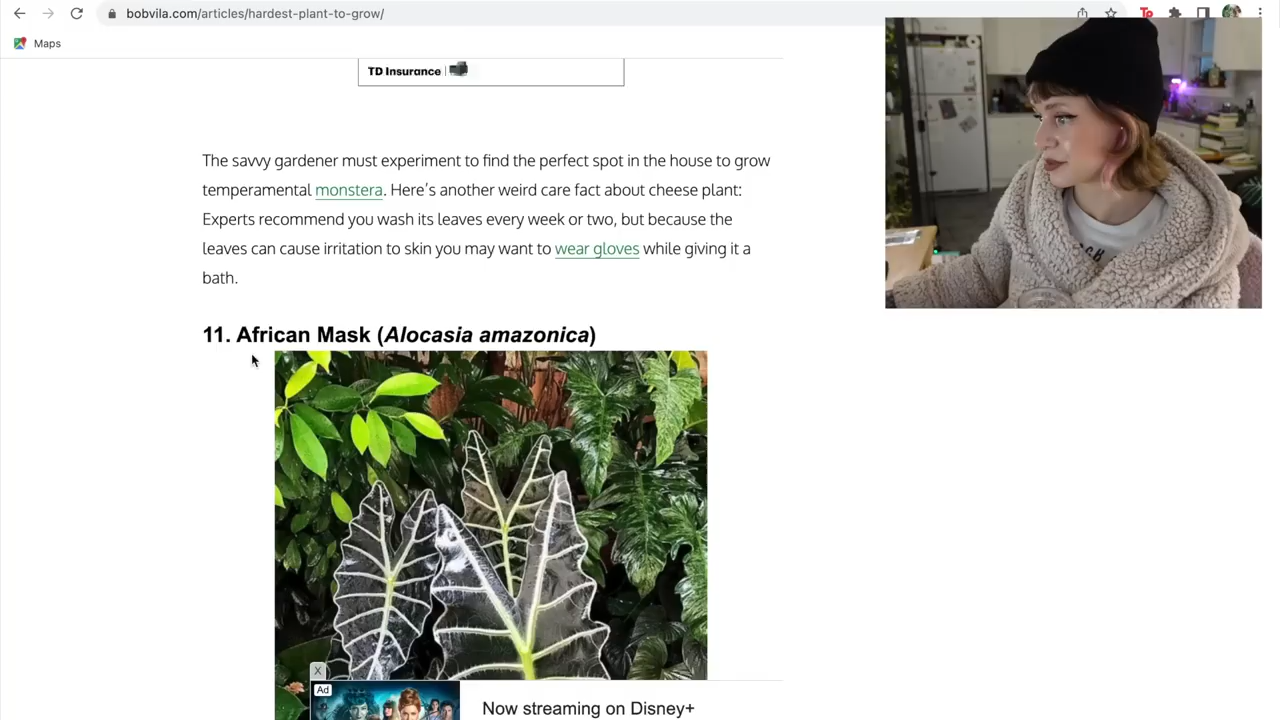 bobvila.com/articles/hardest-plant-to-grow/
Maps
TD Insurance
The savvy gardener must experiment to find the perfect spot in the house to grow
temperamental monstera. Here's another weird care fact about cheese plant:
Experts recommend you wash its leaves every week or two, but because the
leaves can cause irritation to skin you may want to wear gloves while giving it a
bath.
11. African Mask (Alocasia amazonica)
X
Ad
Now streaming on Disney+